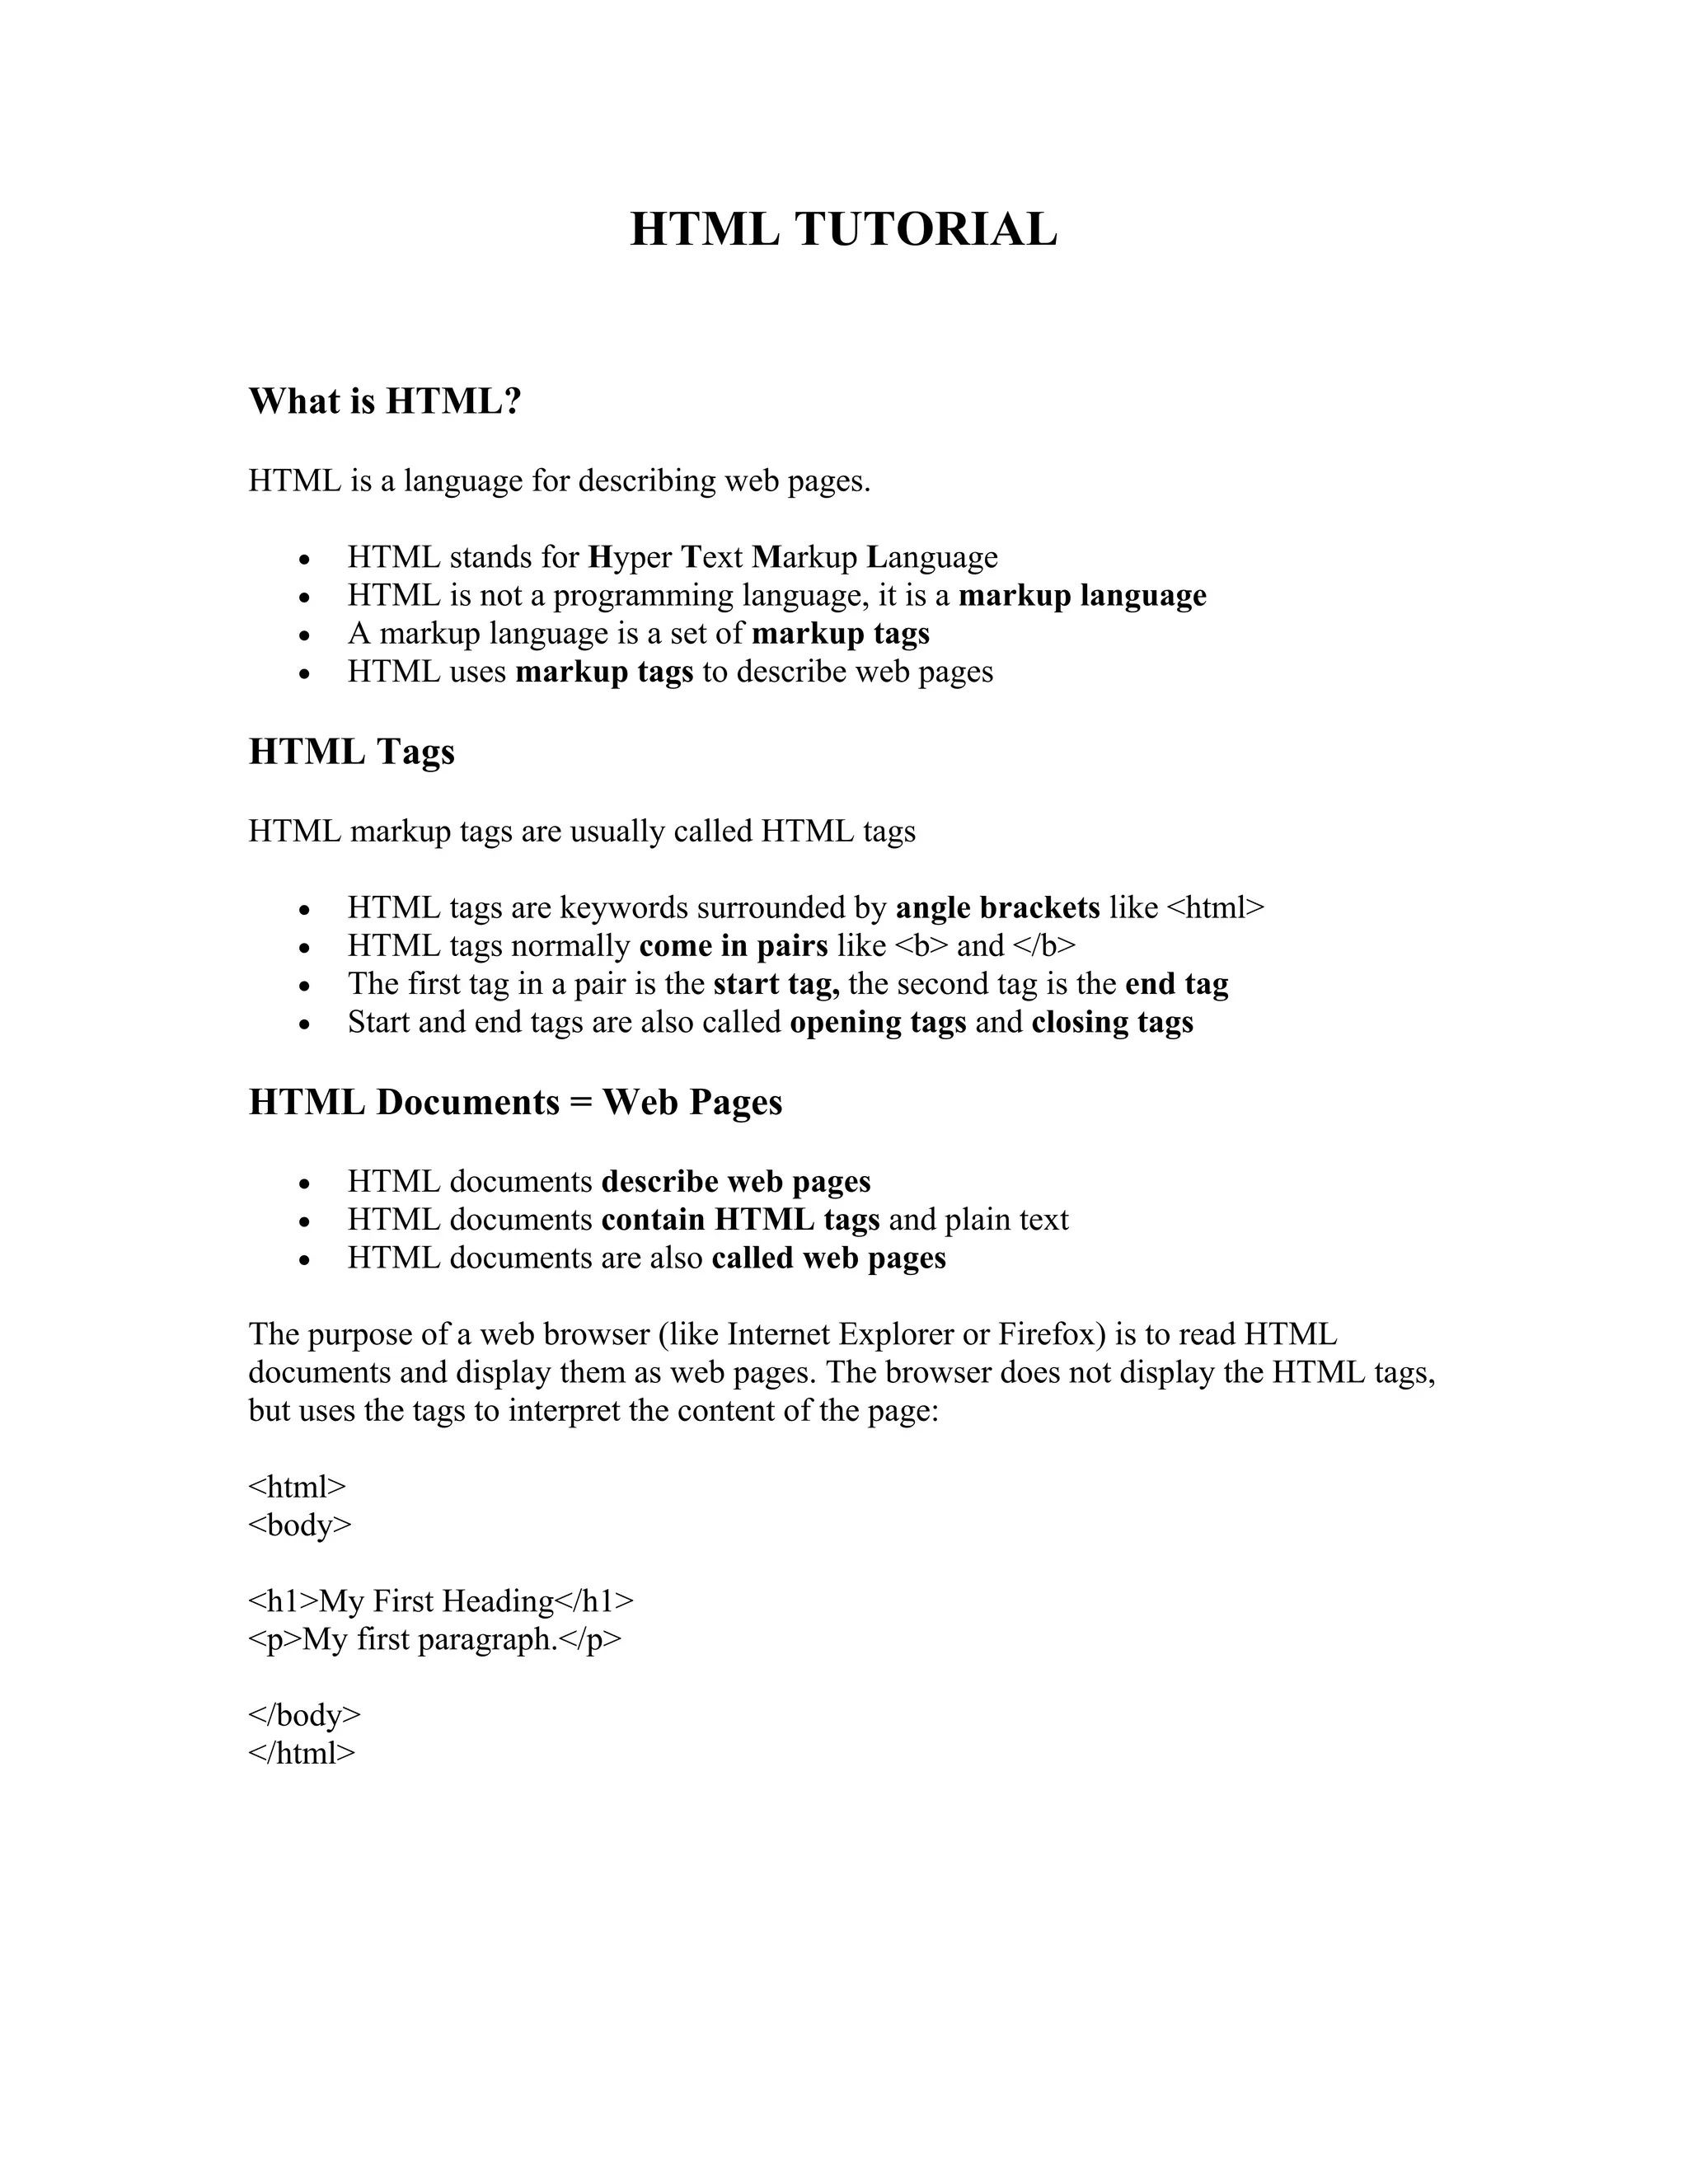 HTML TUTORIAL
What is HTML?
HTML is a language for describing web pages.
• HTML stands for Hyper Text Markup Language
• HTML is not a programming language, it is a markup language
• A markup language is a set of markup tags
• HTML uses markup tags to describe web pages
HTML Tags
HTML markup tags are usually called HTML tags
• HTML tags are keywords surrounded by angle brackets like <html>
• HTML tags normally come in pairs like <b> and </b>
• The first tag in a pair is the start tag, the second tag is the end tag
• Start and end tags are also called opening tags and closing tags
HTML Documents = Web Pages
• HTML documents describe web pages
• HTML documents contain HTML tags and plain text
• HTML documents are also called web pages
The purpose of a web browser (like Internet Explorer or Firefox) is to read HTML
documents and display them as web pages. The browser does not display the HTML tags,
but uses the tags to interpret the content of the page:
<html>
<body>
<h1>My First Heading</h1>
<p>My first paragraph.</p>
</body>
</html>